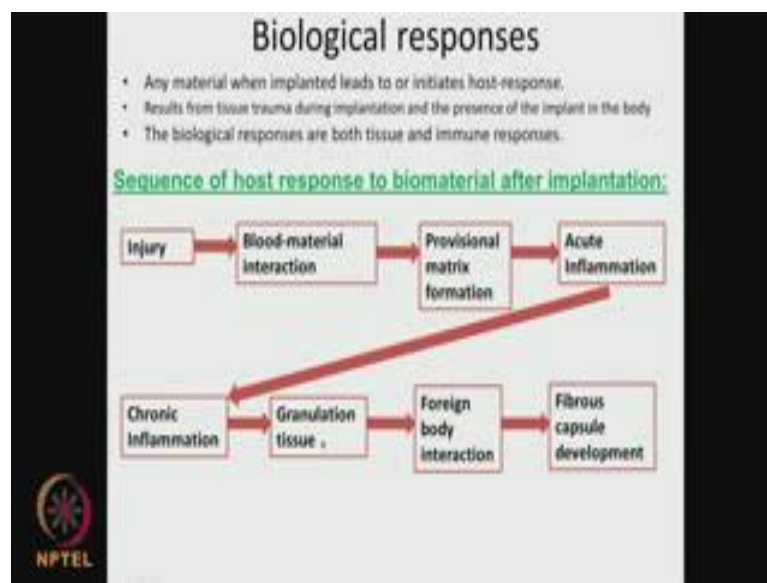 Biological responses
• Any material when implanted leads to or initiates host-response.
• Results from tissue trauma during implantation and the presence of the implant in the body
• The biological responses are both tissue and immune responses.
Sequence of host response to biomaterial after implantation:
Injury
Blood-material
interaction
Provisional
matrix
formation
Acute
Inflammation
Chronic
Inflammation
Granulation
tissue
Foreign
body
interaction
Fibrous
capsule
development
NPTEL